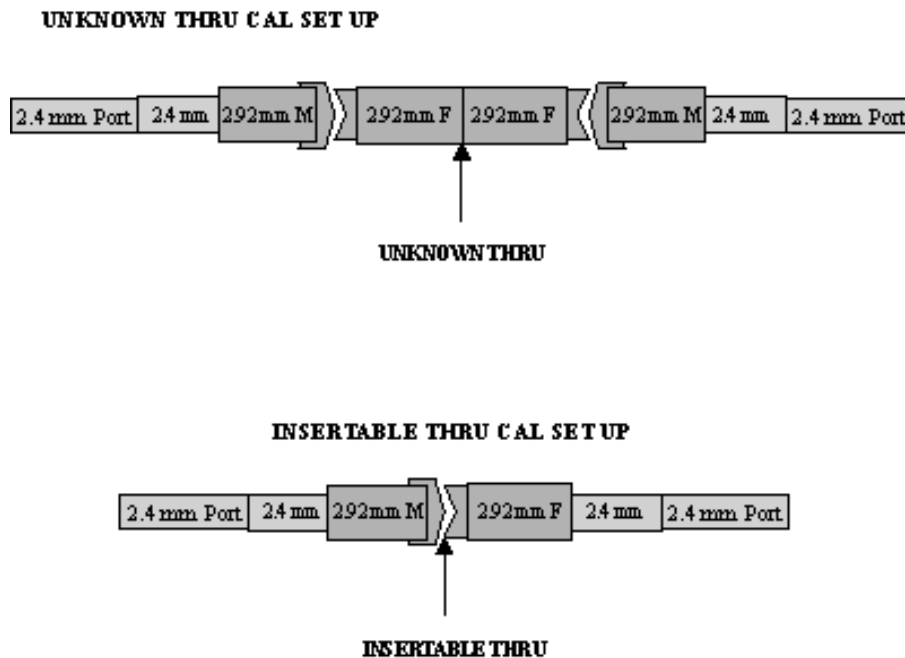 UNKNOWN THRU CAL SET UP
2.4 mm Port 2.4 mm 292mm M 292mm F 292mm F 292mm M 2.4 mm 2.4 mm Port
UNKNOWN THRU
INSERTABLE THRU CAL SET UP
2.4 mm Port 2.4 mm 292mm M 292mm F 2.4 mm 2.4 mm Port
INSERTABLE THRU